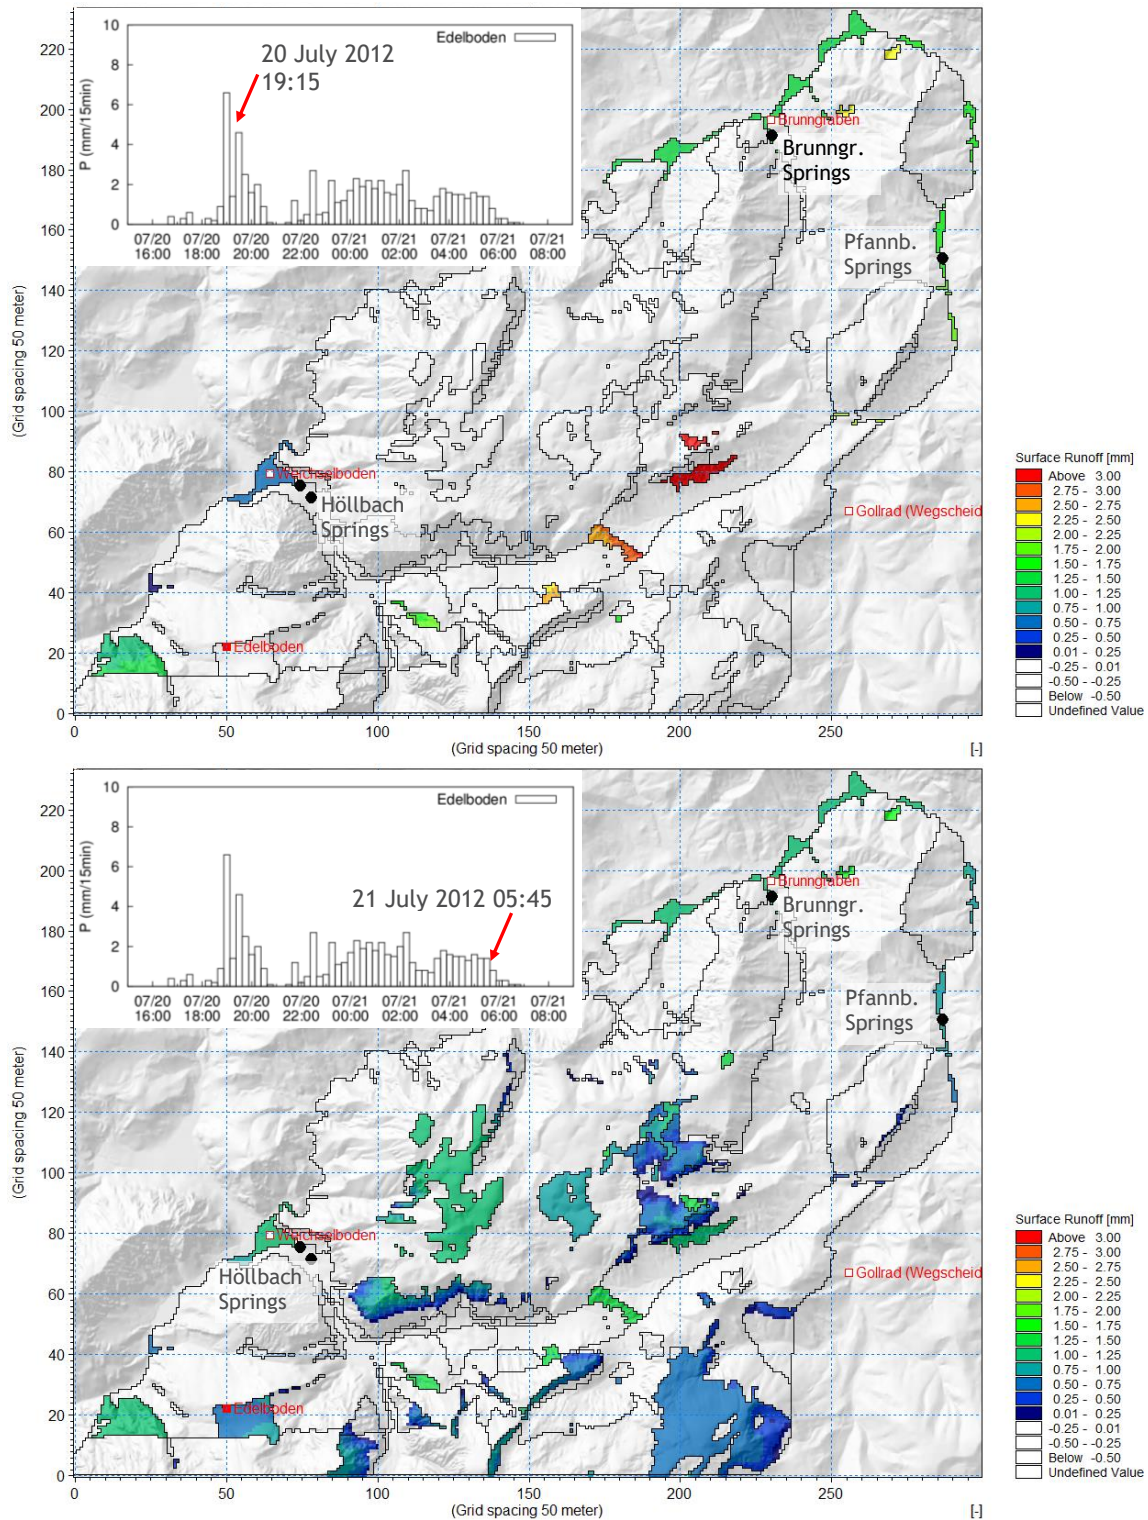 10
8
6
4
2
0
P (mm/15min)
Edelboden
20 July 2012
19:15
07/20 07/20 07/20 07/20 07/21 07/21 07/21 07/21 07/21
16:00 18:00 20:00 22:00 00:00 02:00 04:00 06:00 08:00
220
200
180
160
140
120
100
80
60
40
20
0
(Grid spacing 50 meter)
Brunngraben
Brunngr.
Springs
Pfannb.
Springs
Weichselboden
Höllbach
Springs
Gollrad (Wegscheid
Edelboden
0 50 100 150 200 250
(Grid spacing 50 meter)
[-]
Surface Runoff [mm]
Above 3.00
2.75 - 3.00
2.50 - 2.75
2.25 - 2.50
2.00 - 2.25
1.75 - 2.00
1.50 - 1.75
1.25 - 1.50
1.00 - 1.25
0.75 - 1.00
0.50 - 0.75
0.25 - 0.50
0.01 - 0.25
-0.25 - 0.01
-0.50 - -0.25
Below -0.50
Undefined Value
10
8
6
4
2
0
P (mm/15min)
Edelboden
21 July 2012 05:45
07/20 07/20 07/20 07/20 07/21 07/21 07/21 07/21 07/21
16:00 18:00 20:00 22:00 00:00 02:00 04:00 06:00 08:00
220
200
180
160
140
120
100
80
60
40
20
0
(Grid spacing 50 meter)
Brunngraben
Brunngr.
Springs
Pfannb.
Springs
Weichselboden
Höllbach
Springs
Gollrad (Wegscheid
Edelboden
0 50 100 150 200 250
(Grid spacing 50 meter)
[-]
Surface Runoff [mm]
Above 3.00
2.75 - 3.00
2.50 - 2.75
2.25 - 2.50
2.00 - 2.25
1.75 - 2.00
1.50 - 1.75
1.25 - 1.50
1.00 - 1.25
0.75 - 1.00
0.50 - 0.75
0.25 - 0.50
0.01 - 0.25
-0.25 - 0.01
-0.50 - -0.25
Below -0.50
Undefined Value